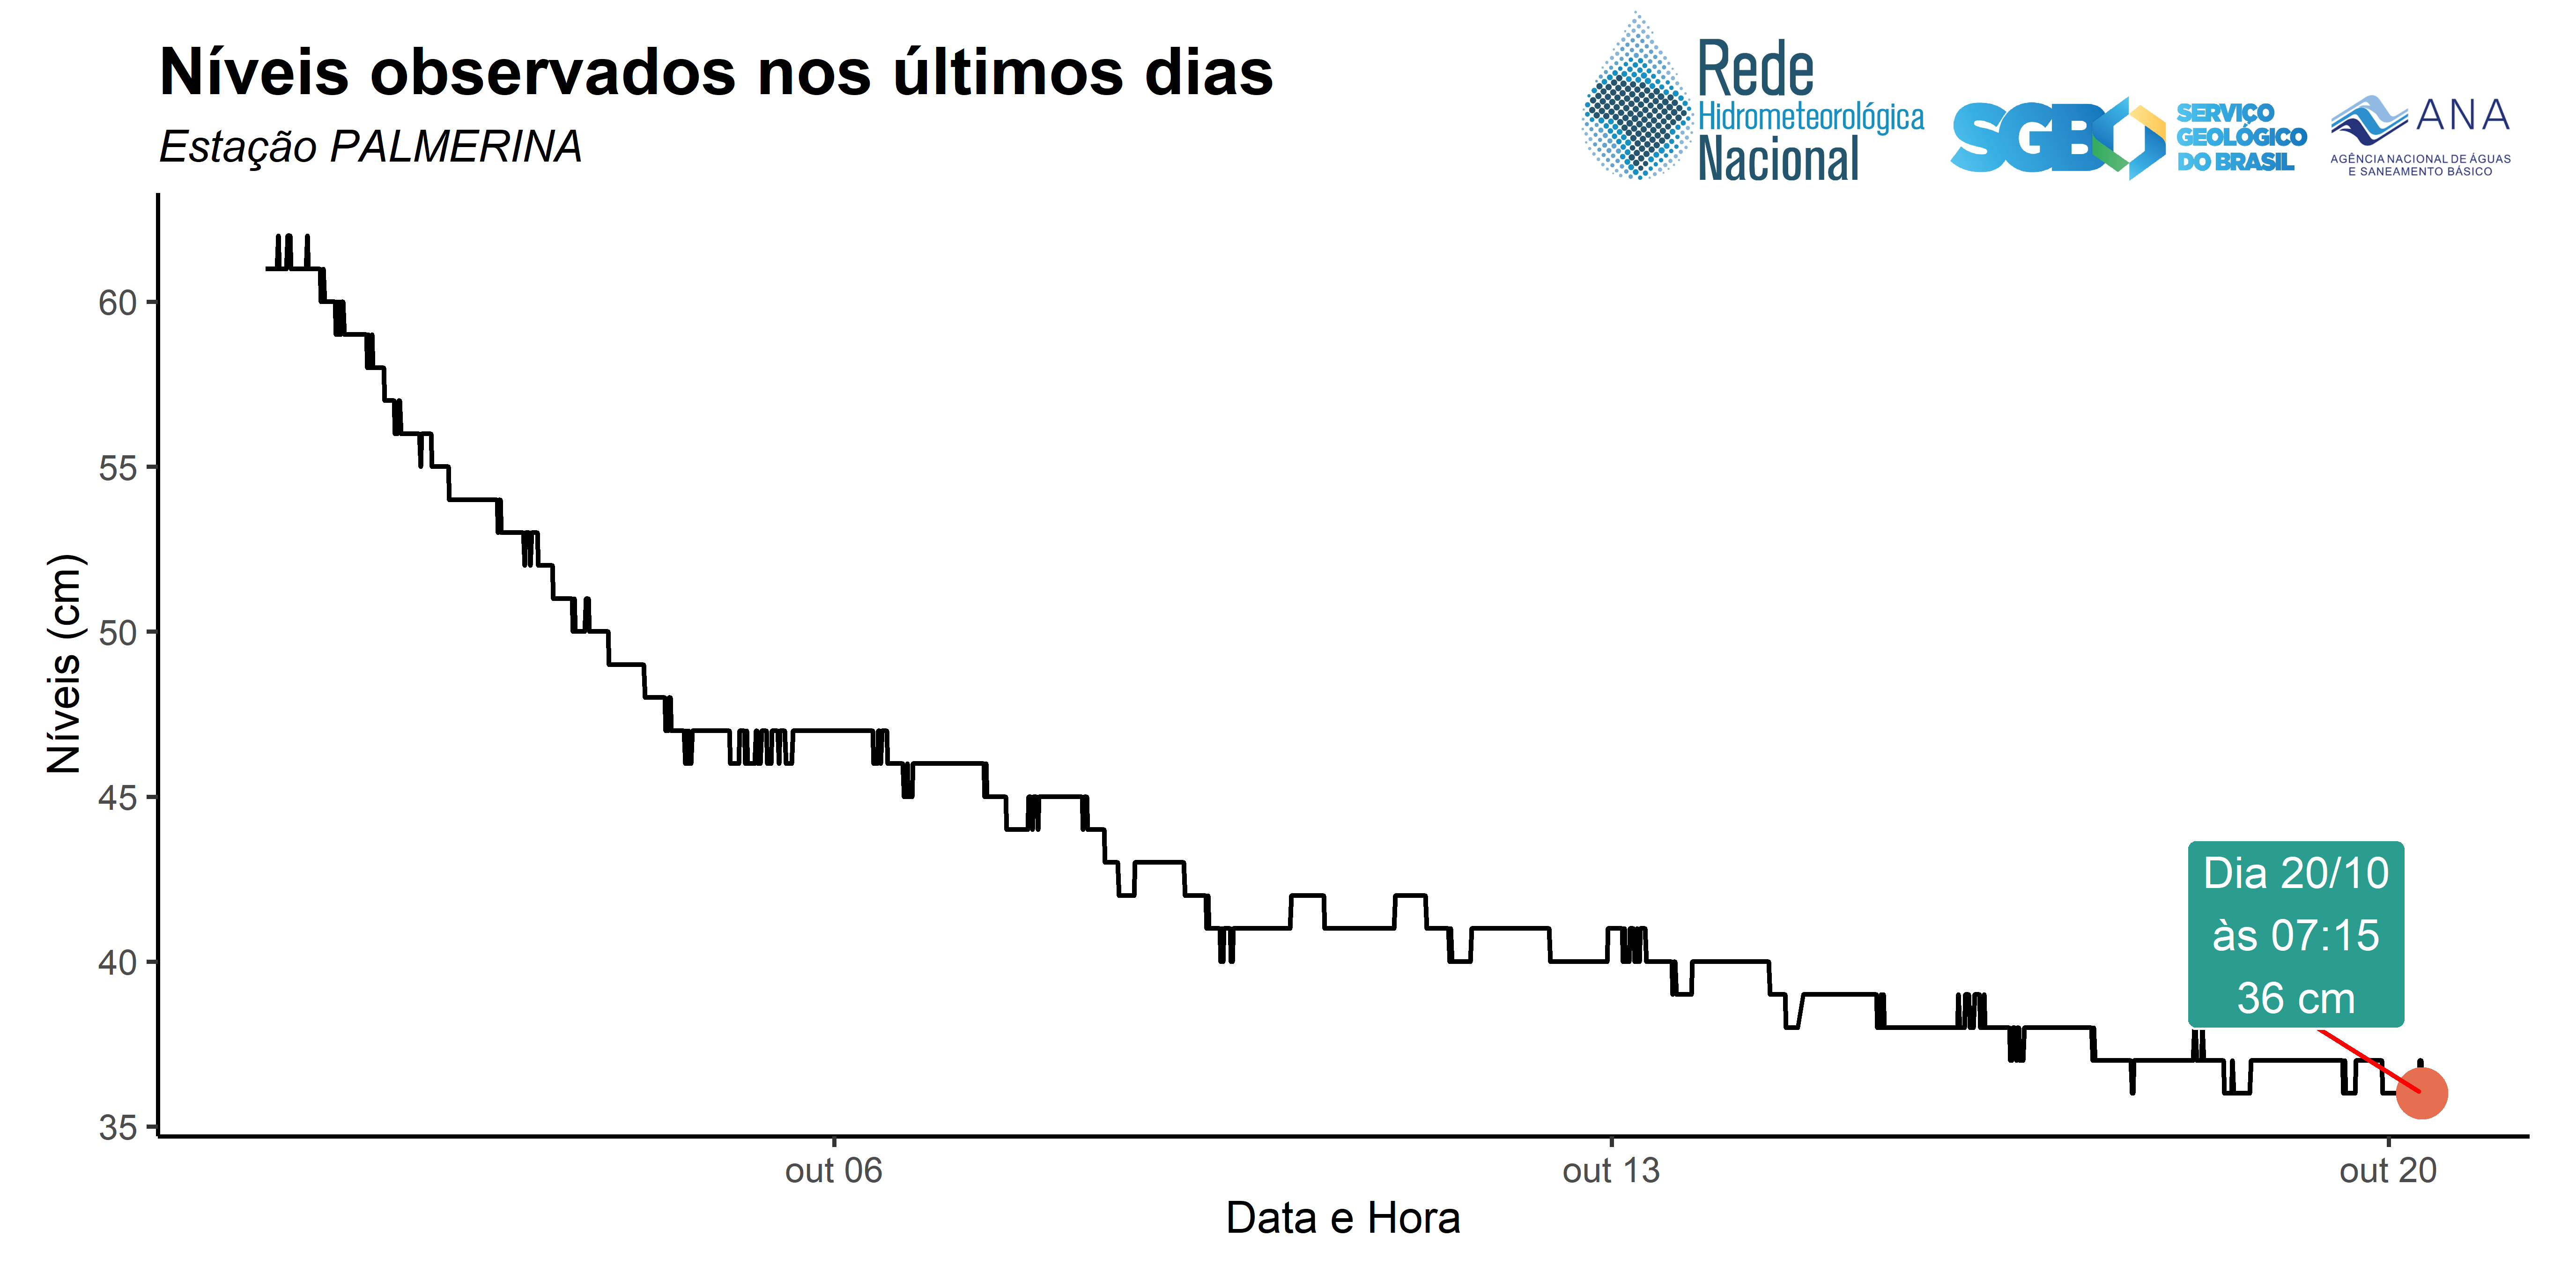 Níveis observados nos últimos dias
Estação PALMERINA
Rede
Hidrometeorológica
Nacional
SGB
SERVIÇO
GEOLÓGICO
DO BRASIL
ANA
AGÊNCIA NACIONAL DE ÁGUAS
E SANEAMENTO BÁSICO
Níveis (cm)
60
55
50
45
40
35
Dia 20/10
às 07:15
36 cm
out 06
out 13
out 20
Data e Hora